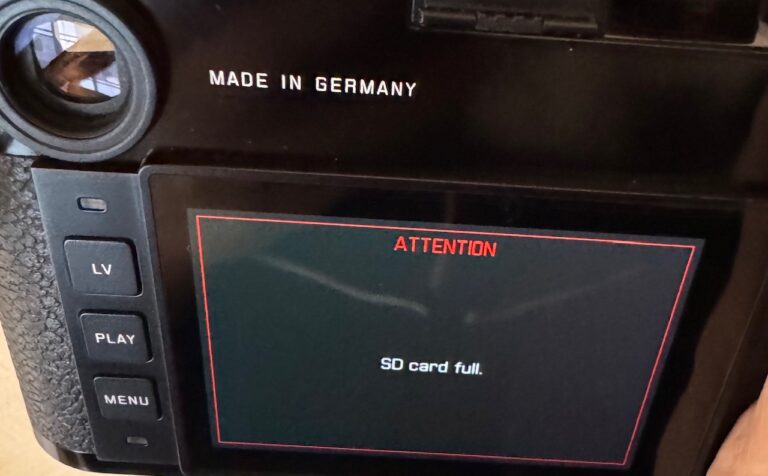 MADE IN GERMANY
LV
PLAY
MENU
ATTENTION
SD card full.